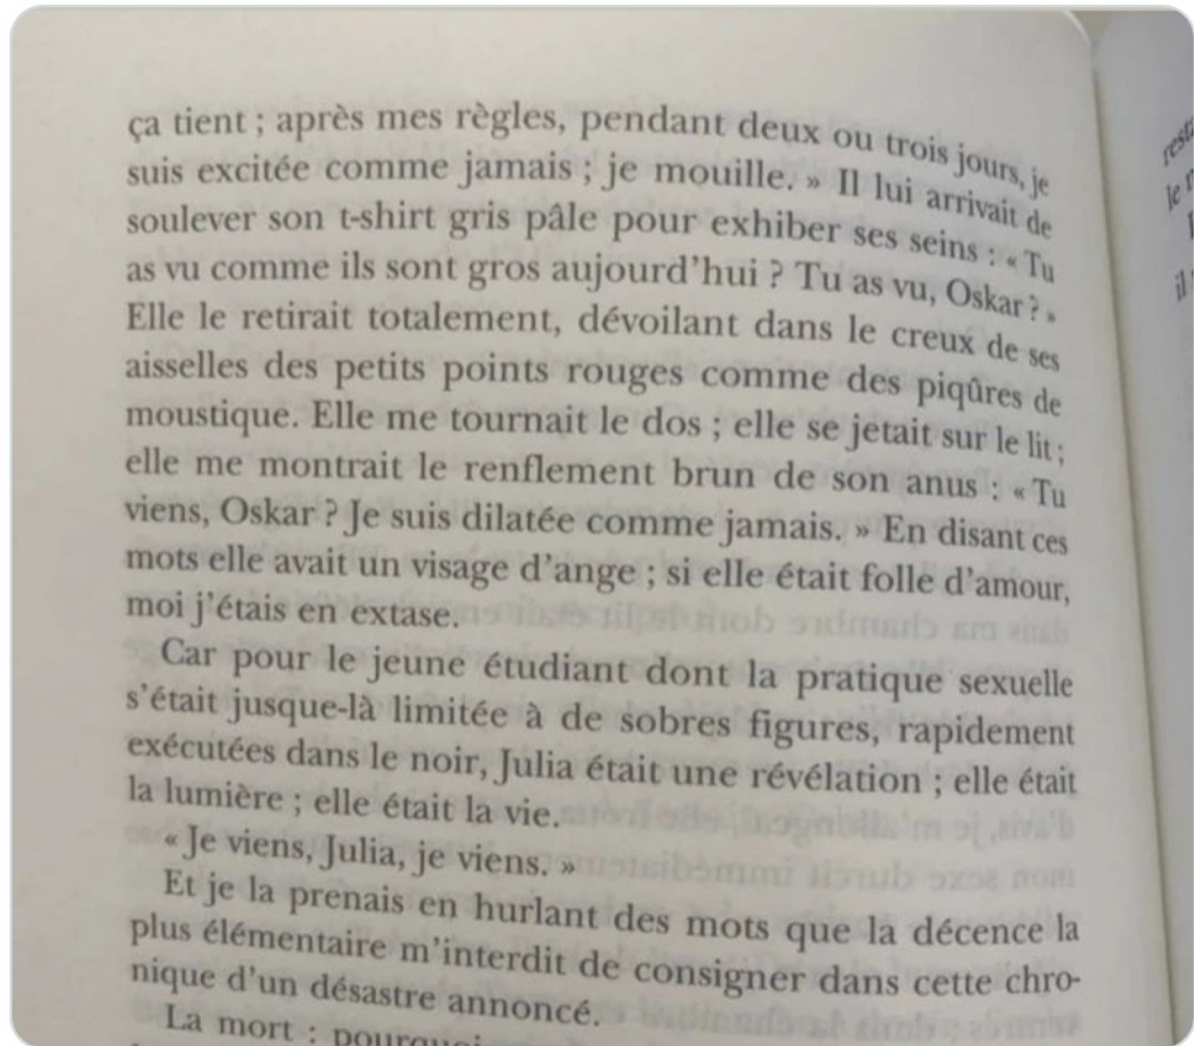 ça tient ; après mes règles, pendant deux ou trois jours, je
suis excitée comme jamais ; je mouille. » Il lui arrivait de
soulever son t-shirt gris pâle pour exhiber ses seins : « Tu
as vu comme ils sont gros aujourd'hui ? Tu as vu, Oskar ? »
Elle le retirait totalement, dévoilant dans le creux de ses
aisselles des petits points rouges comme des piqûres de
moustique. Elle me tournait le dos ; elle se jetait sur le lit ;
elle me montrait le renflement brun de son anus : « Tu
viens, Oskar ? Je suis dilatée comme jamais. » En disant ces
mots elle avait un visage d'ange ; si elle était folle d'amour,
moi j'étais en extase.
Car pour le jeune étudiant dont la pratique sexuelle
s'était jusque-là limitée à de sobres figures, rapidement
exécutées dans le noir, Julia était une révélation ; elle était
la lumière ; elle était la vie.
« Je viens, Julia, je viens. »
Et je la prenais en hurlant des mots que la décence la
plus élémentaire m'interdit de consigner dans cette chro-
nique d'un désastre annoncé.
La mort : pourquoi
il